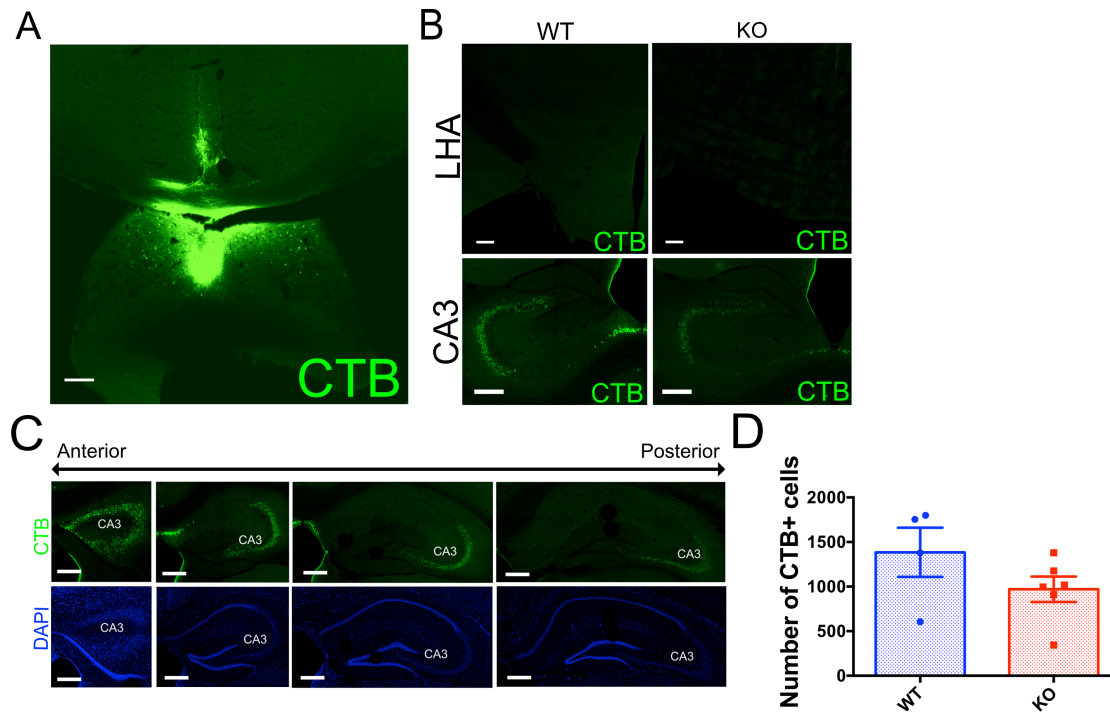 A
CTB
B
WT
KO
LHA
CTB
CTB
CA3
CTB
CTB
C
Anterior
Posterior
CTB
CA3
CA3
CA3
CA3
DAPI
CA3
CA3
CA3
CA3
D
Number of CTB+ cells
2000
1500
1000
500
0
WT
KO